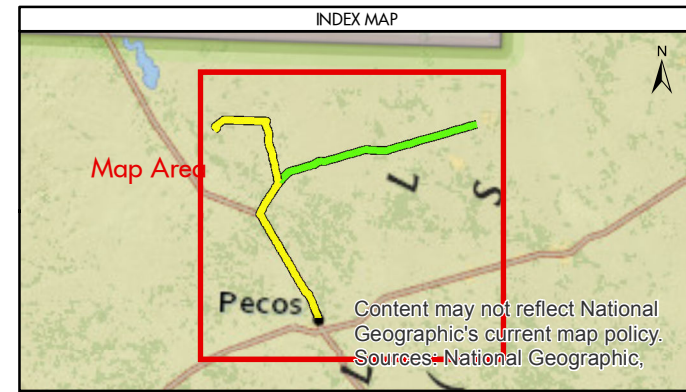 INDEX MAP
N
Map Area
L
S
Pecos
Content may not reflect National
Geographic's current map policy.
Sources: National Geographic,